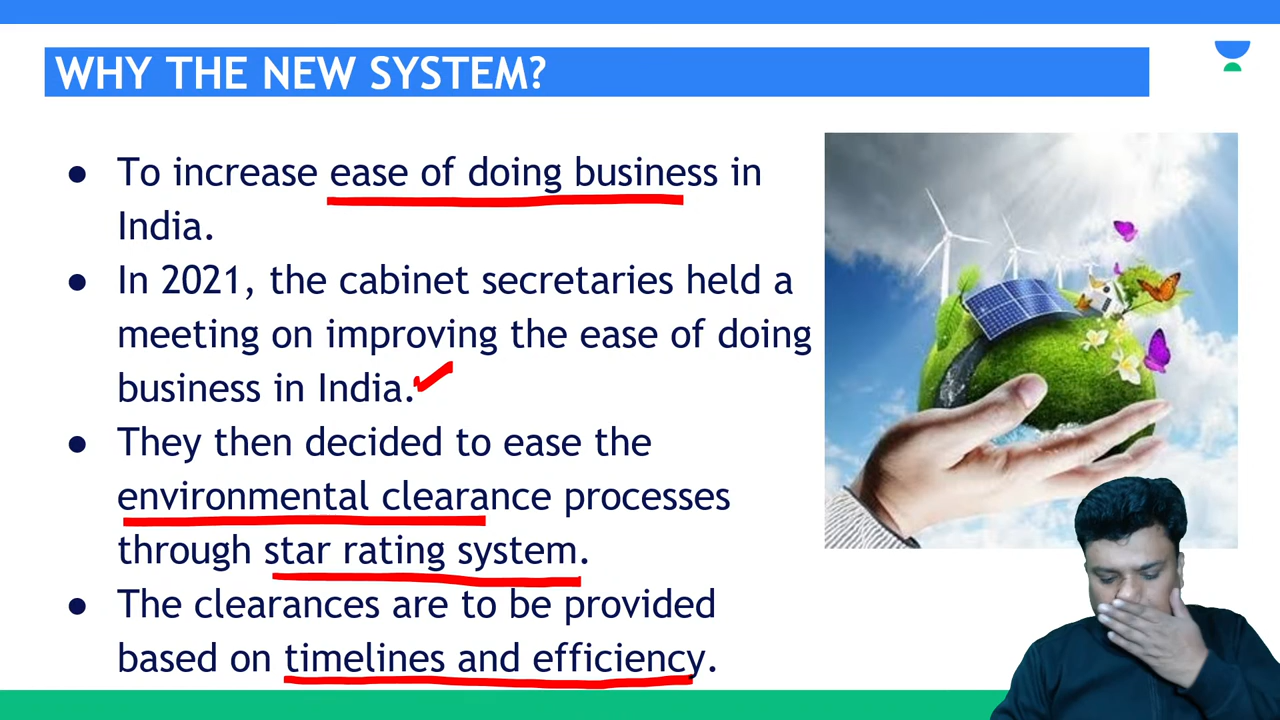 WHY THE NEW SYSTEM?
● To increase ease of doing business in
India.
● In 2021, the cabinet secretaries held a
meeting on improving the ease of doing
business in India.
● They then decided to ease the
environmental clearance processes
through star rating system.
● The clearances are to be provided
based on timelines and efficiency.